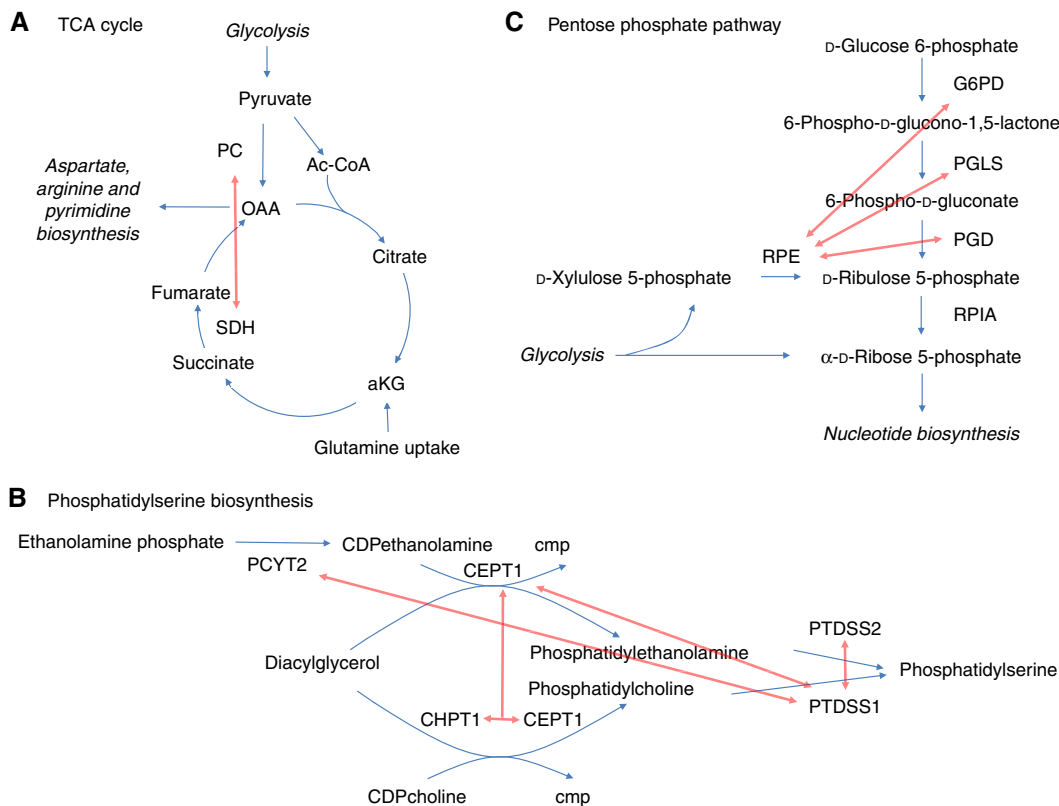 A TCA cycle
Glycolysis
Pyruvate
PC
Ac-CoA
Aspartate,
arginine and
pyrimidine
biosynthesis
OAA
Citrate
Fumarate
SDH
Succinate
aKG
Glutamine uptake
C Pentose phosphate pathway
D-Glucose 6-phosphate
G6PD
6-Phospho-D-glucono-1,5-lactone
PGLS
6-Phospho-D-gluconate
PGD
RPE
D-Xylulose 5-phosphate
D-Ribulose 5-phosphate
RPIA
Glycolysis
α-D-Ribose 5-phosphate
Nucleotide biosynthesis
B Phosphatidylserine biosynthesis
Ethanolamine phosphate
CDPethanolamine
cmp
PCYT2
CEPT1
PTDSS2
Diacylglycerol
Phosphatidylethanolamine
Phosphatidylserine
Phosphatidylcholine
PTDSS1
CHPT1
CEPT1
CDPcholine
cmp